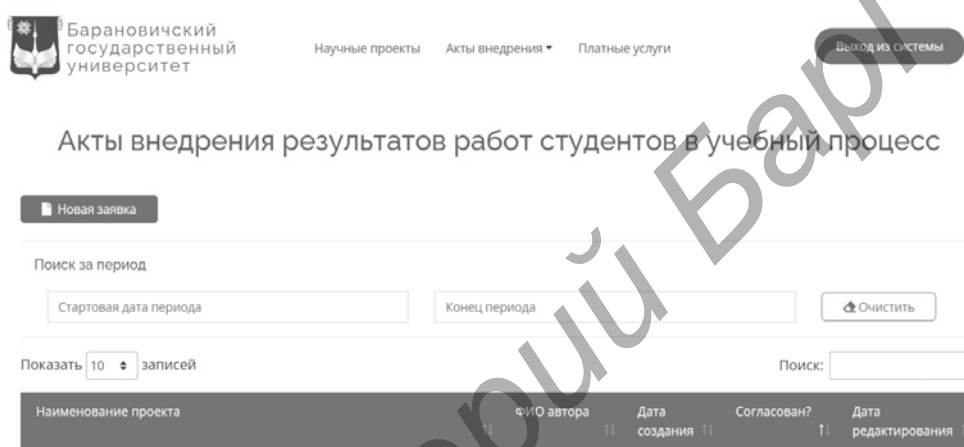 Барановичский
государственный
университет
Научные проекты Акты внедрения Платные услуги
Выход из системы
Акты внедрения результатов работ студентов в учебный процесс
Новая заявка
Поиск за период
Стартовая дата периода Конец периода Очистить
Показать 10 записей Поиск:
Наименование проекта ФИО автора Дата создания Согласован? Дата редактирования